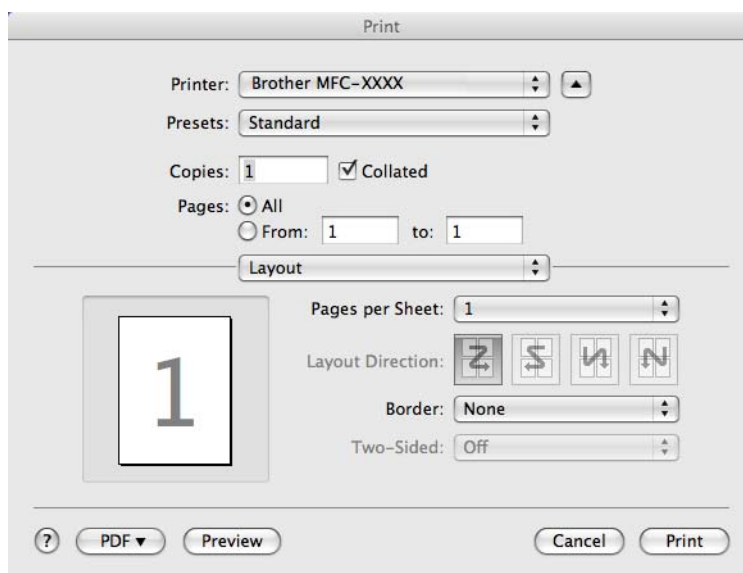 Print
Printer: Brother MFC-XXXX
Presets: Standard
Copies: 1 Collated
Pages: All
From: 1 to: 1
Layout
Pages per Sheet: 1
1
Layout Direction:
Border: None
Two-Sided: Off
? PDF▼ Preview Cancel Print